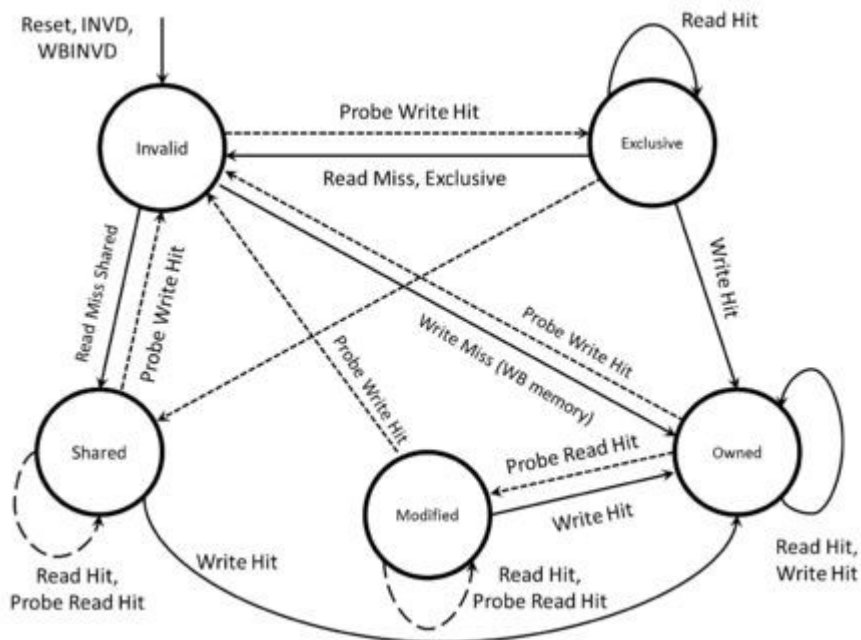 Reset, INVD,
WBINVD
Read Hit
Probe Write Hit
Invalid
Exclusive
Read Miss, Exclusive
Read Miss Shared
Probe Write Hit
Write Hit
Probe Write Hit
Write Miss (WB memory)
Probe Write Hit
Shared
Probe Read Hit
Owned
Modified
Write Hit
Write Hit
Read Hit,
Probe Read Hit
Read Hit,
Probe Read Hit
Read Hit,
Write Hit